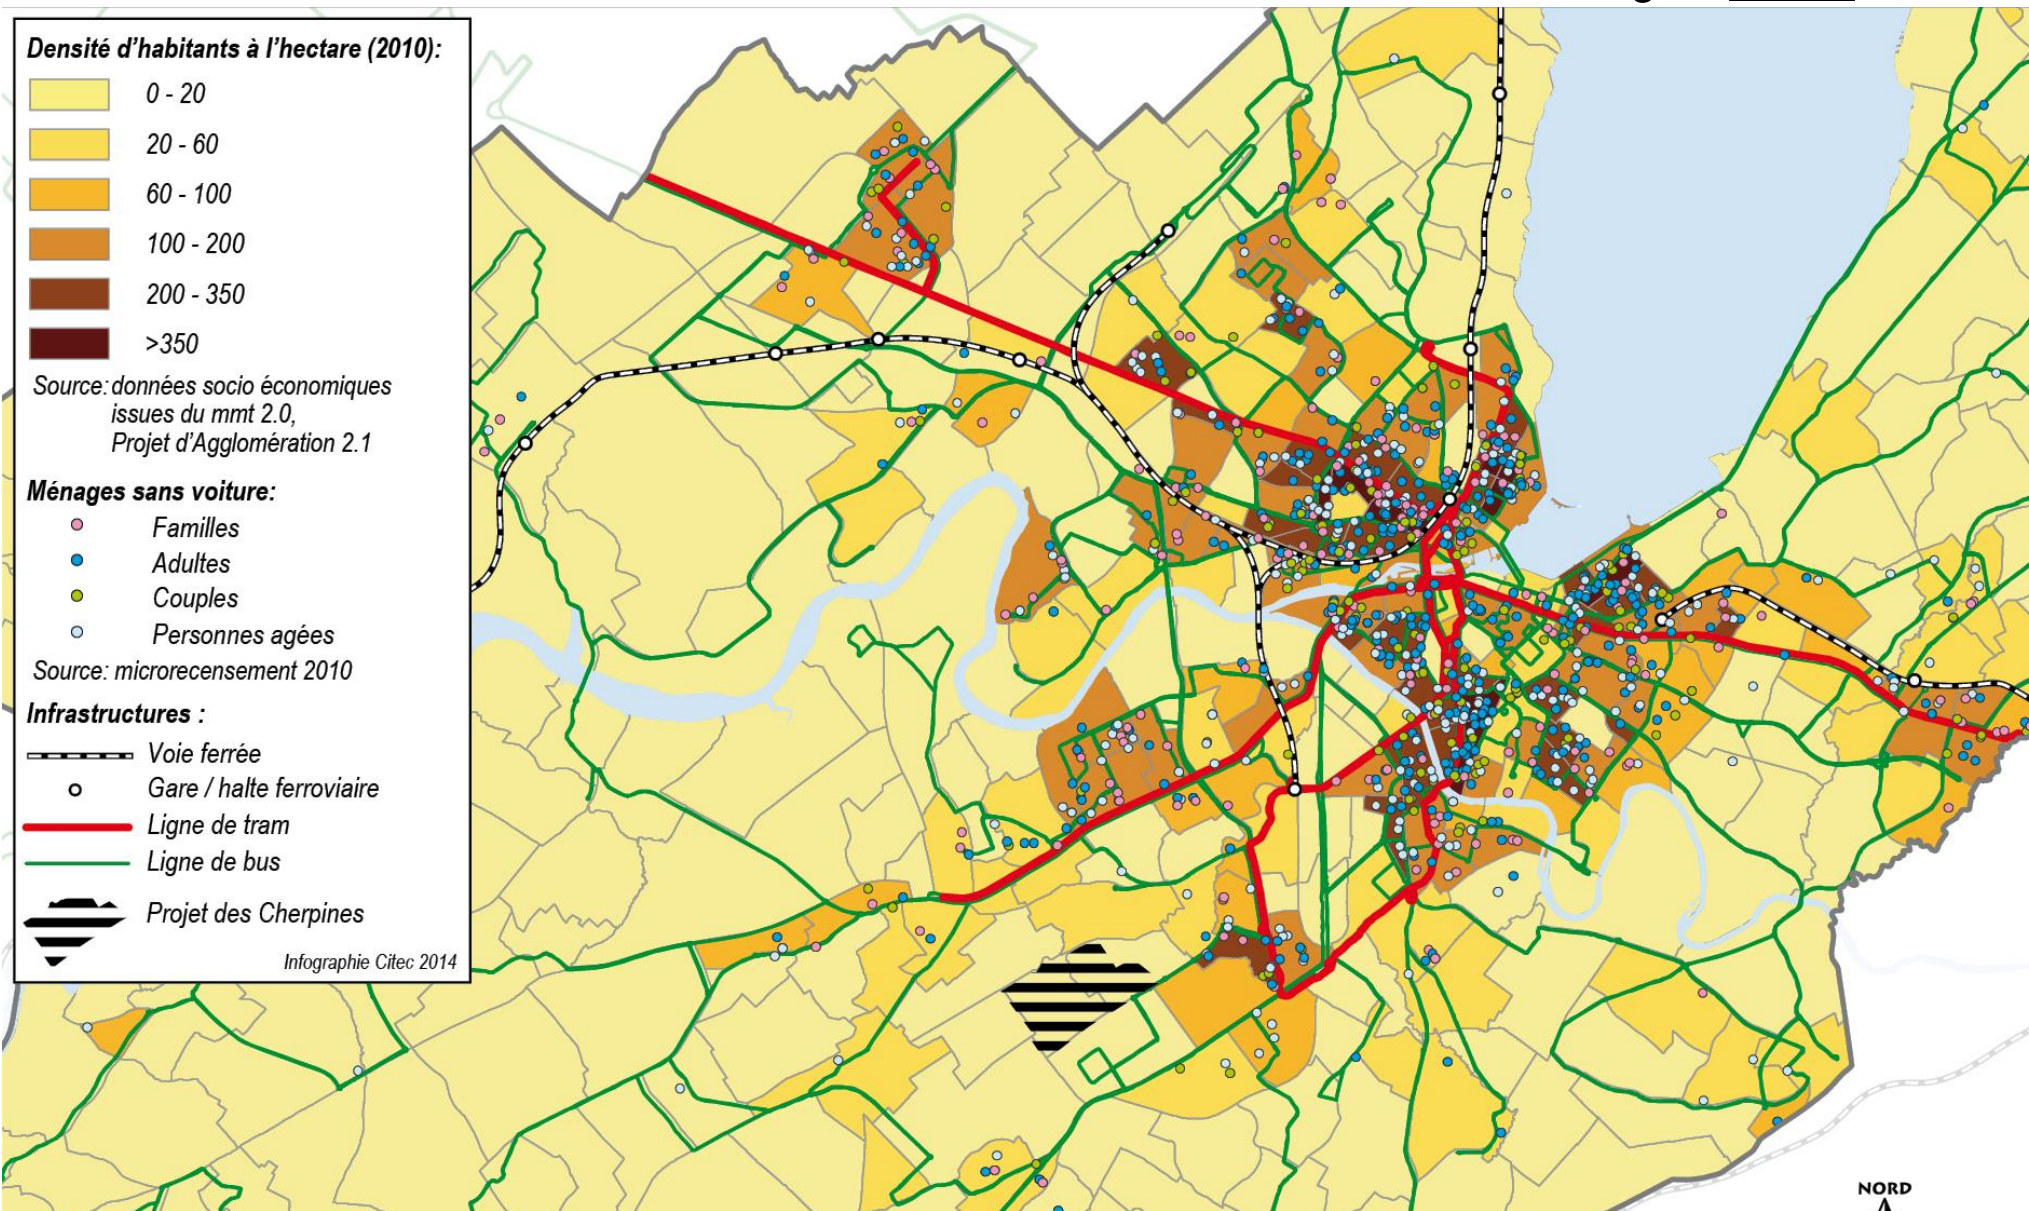 Densité d'habitants à l'hectare (2010):
0 - 20
20 - 60
60 - 100
100 - 200
200 - 350
>350
Source: données socio économiques
issues du mmt 2.0,
Projet d'Agglomération 2.1
Ménages sans voiture:
Familles
Adultes
Couples
Personnes agées
Source: microrecensement 2010
Infrastructures :
Voie ferrée
Gare / halte ferroviaire
Ligne de tram
Ligne de bus
Projet des Cherpines
Infographie Citec 2014
NORD